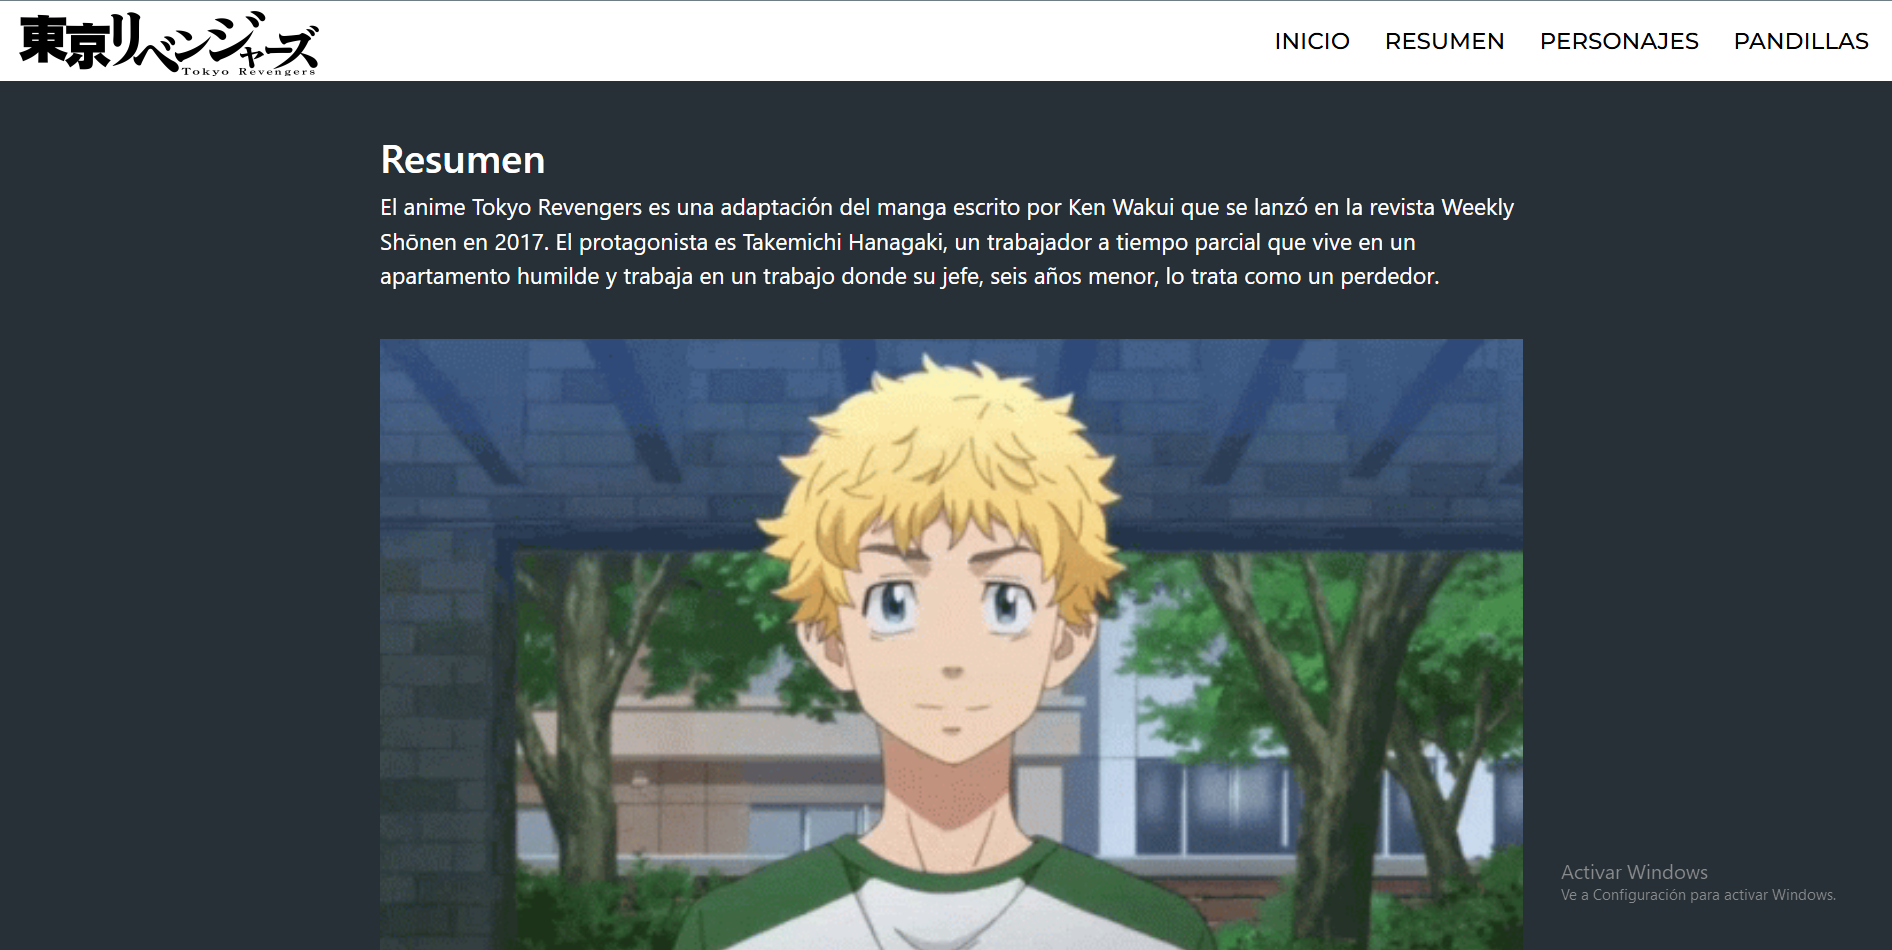 東京リベンジャーズ
Tokyo Revengers
INICIO RESUMEN PERSONAJES PANDILLAS
Resumen
El anime Tokyo Revengers es una adaptación del manga escrito por Ken Wakui que se lanzó en la revista Weekly
Shōnen en 2017. El protagonista es Takemichi Hanagaki, un trabajador a tiempo parcial que vive en un
apartamento humilde y trabaja en un trabajo donde su jefe, seis años menor, lo trata como un perdedor.
Activar Windows
Ve a Configuración para activar Windows.